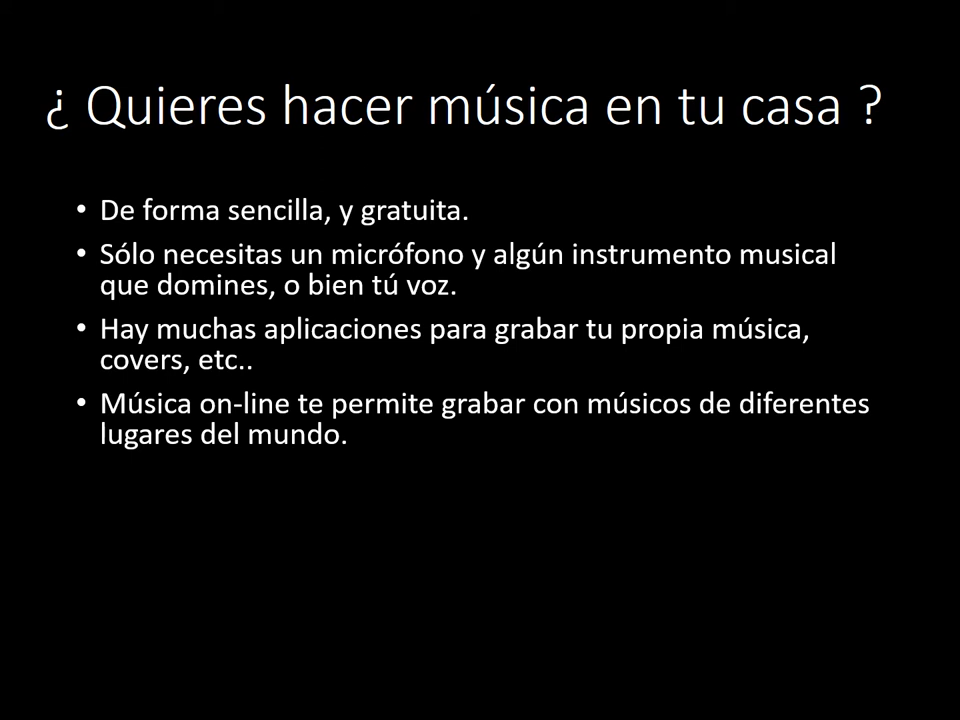 ¿ Quieres hacer música en tu casa ?
• De forma sencilla, y gratuita.
• Sólo necesitas un micrófono y algún instrumento musical
que domines, o bien tú voz.
• Hay muchas aplicaciones para grabar tu propia música,
covers, etc..
• Música on-line te permite grabar con músicos de diferentes
lugares del mundo.